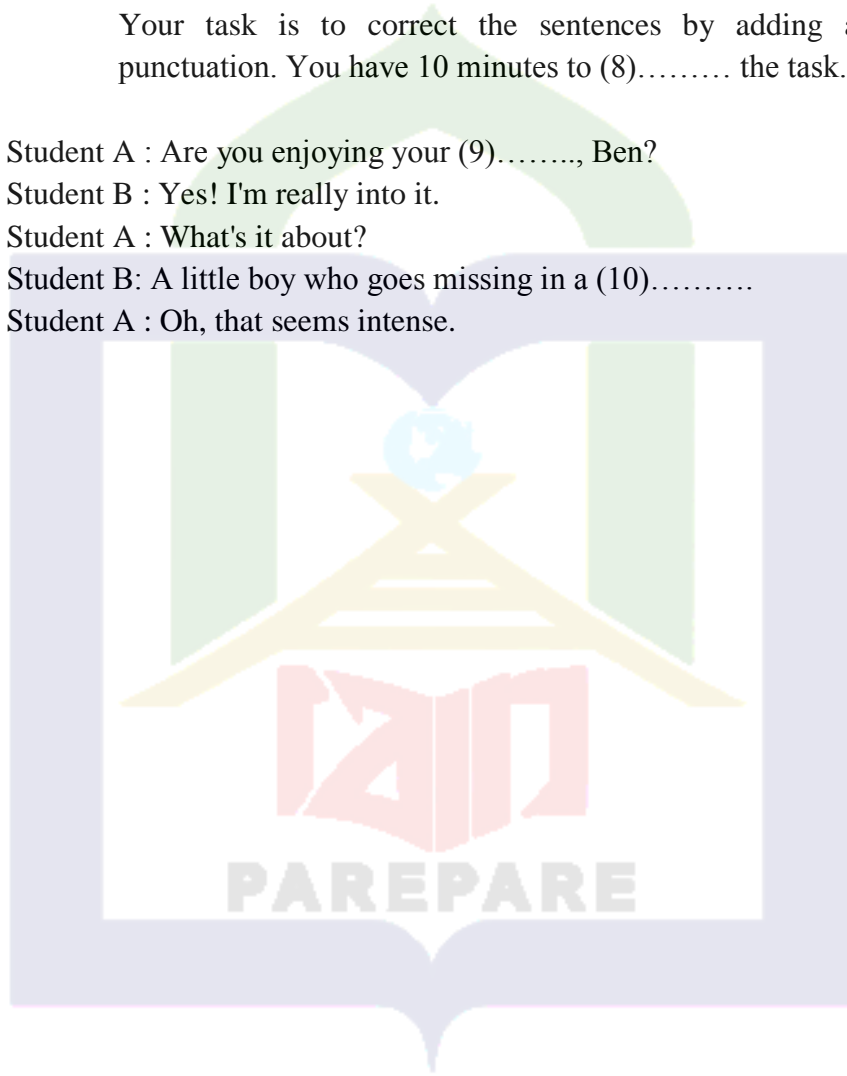 Your task is to correct the sentences by adding a
punctuation. You have 10 minutes to (8)……… the task.
Student A : Are you enjoying your (9)…….., Ben?
Student B : Yes! I'm really into it.
Student A : What's it about?
Student B: A little boy who goes missing in a (10)……….
Student A : Oh, that seems intense.
iain
PAREPARE